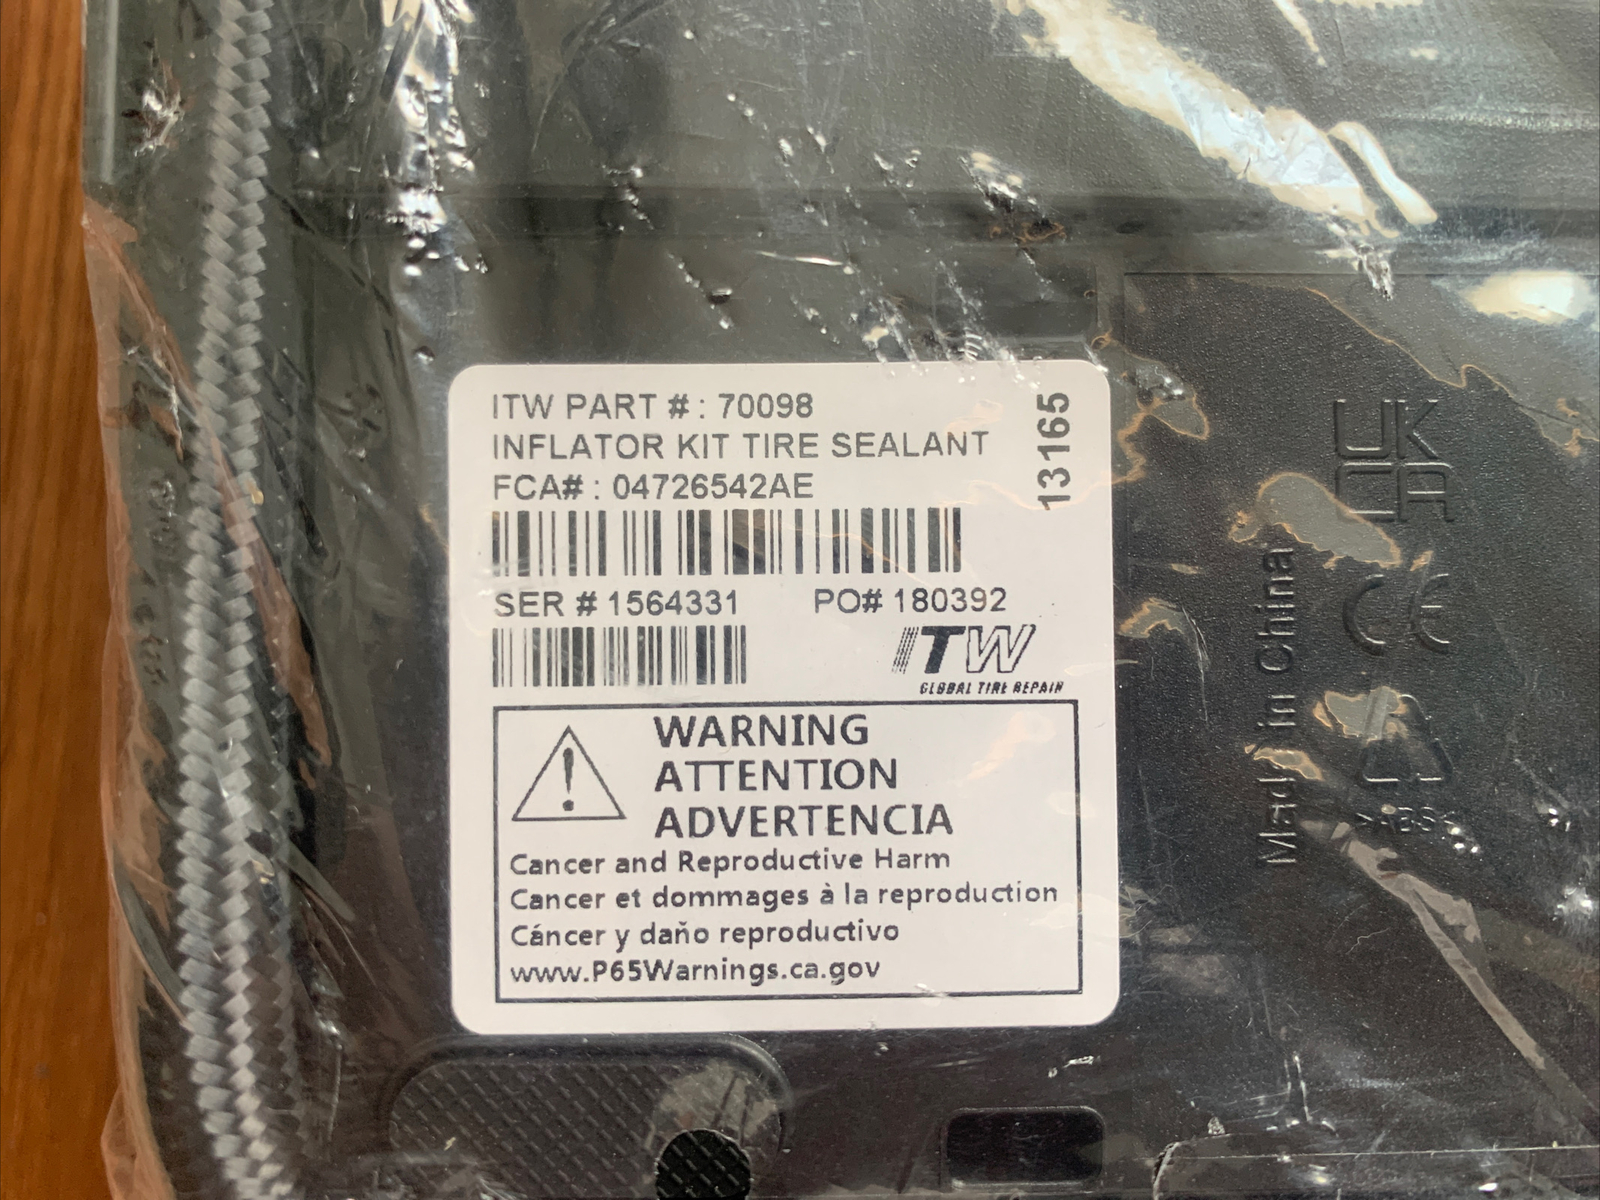 ITW PART # : 70098
INFLATOR KIT TIRE SEALANT
FCA# : 04726542AE
13165
SER # 1564331 PO# 180392
ITW
GLOBAL TIRE REPAIR
WARNING
ATTENTION
ADVERTENCIA
Cancer and Reproductive Harm
Cancer et dommages à la reproduction
Cáncer y daño reproductivo
www.P65Warnings.ca.gov
UK
CA
CE
Made in China
>ABS<